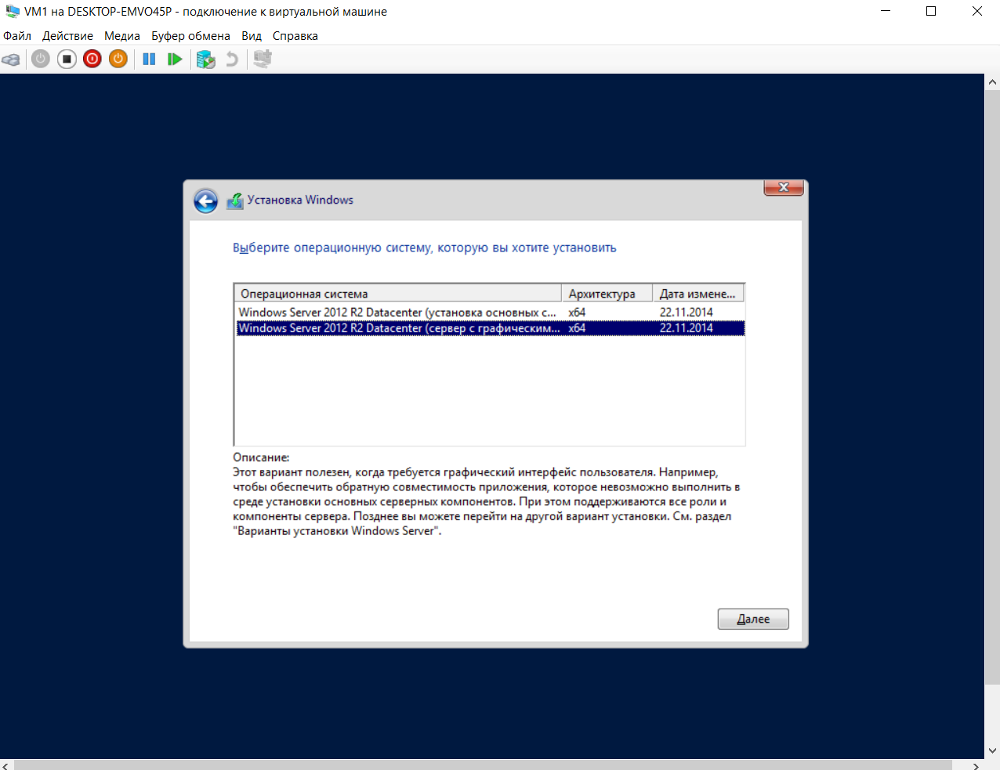 VM1 на DESKTOP-EMVO45P - подключение к виртуальной машине
Файл Действие Медиа Буфер обмена Вид Справка
Установка Windows
Выберите операционную систему, которую вы хотите установить
Операционная система Архитектура Дата измене...
Windows Server 2012 R2 Datacenter (установка основных с... x64 22.11.2014
Windows Server 2012 R2 Datacenter (сервер с графическим... x64 22.11.2014
Описание:
Этот вариант полезен, когда требуется графический интерфейс пользователя. Например,
чтобы обеспечить обратную совместимость приложения, которое невозможно выполнить в
среде установки основных серверных компонентов. При этом поддерживаются все роли и
компоненты сервера. Позднее вы можете перейти на другой вариант установки. См. раздел
"Варианты установки Windows Server".
Далее